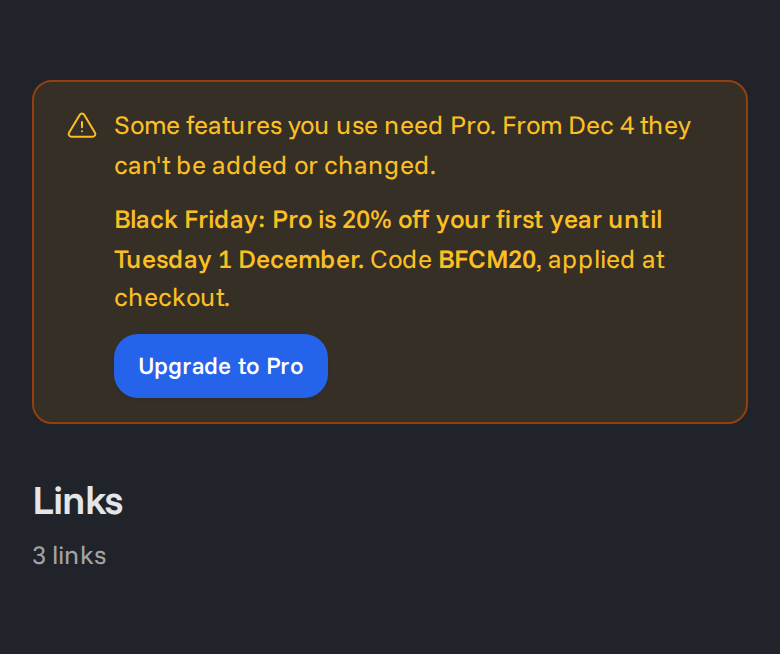 Some features you use need Pro. From Dec 4 they
can't be added or changed.
Black Friday: Pro is 20% off your first year until
Tuesday 1 December. Code BFCM20, applied at
checkout.
Upgrade to Pro
Links
3 links